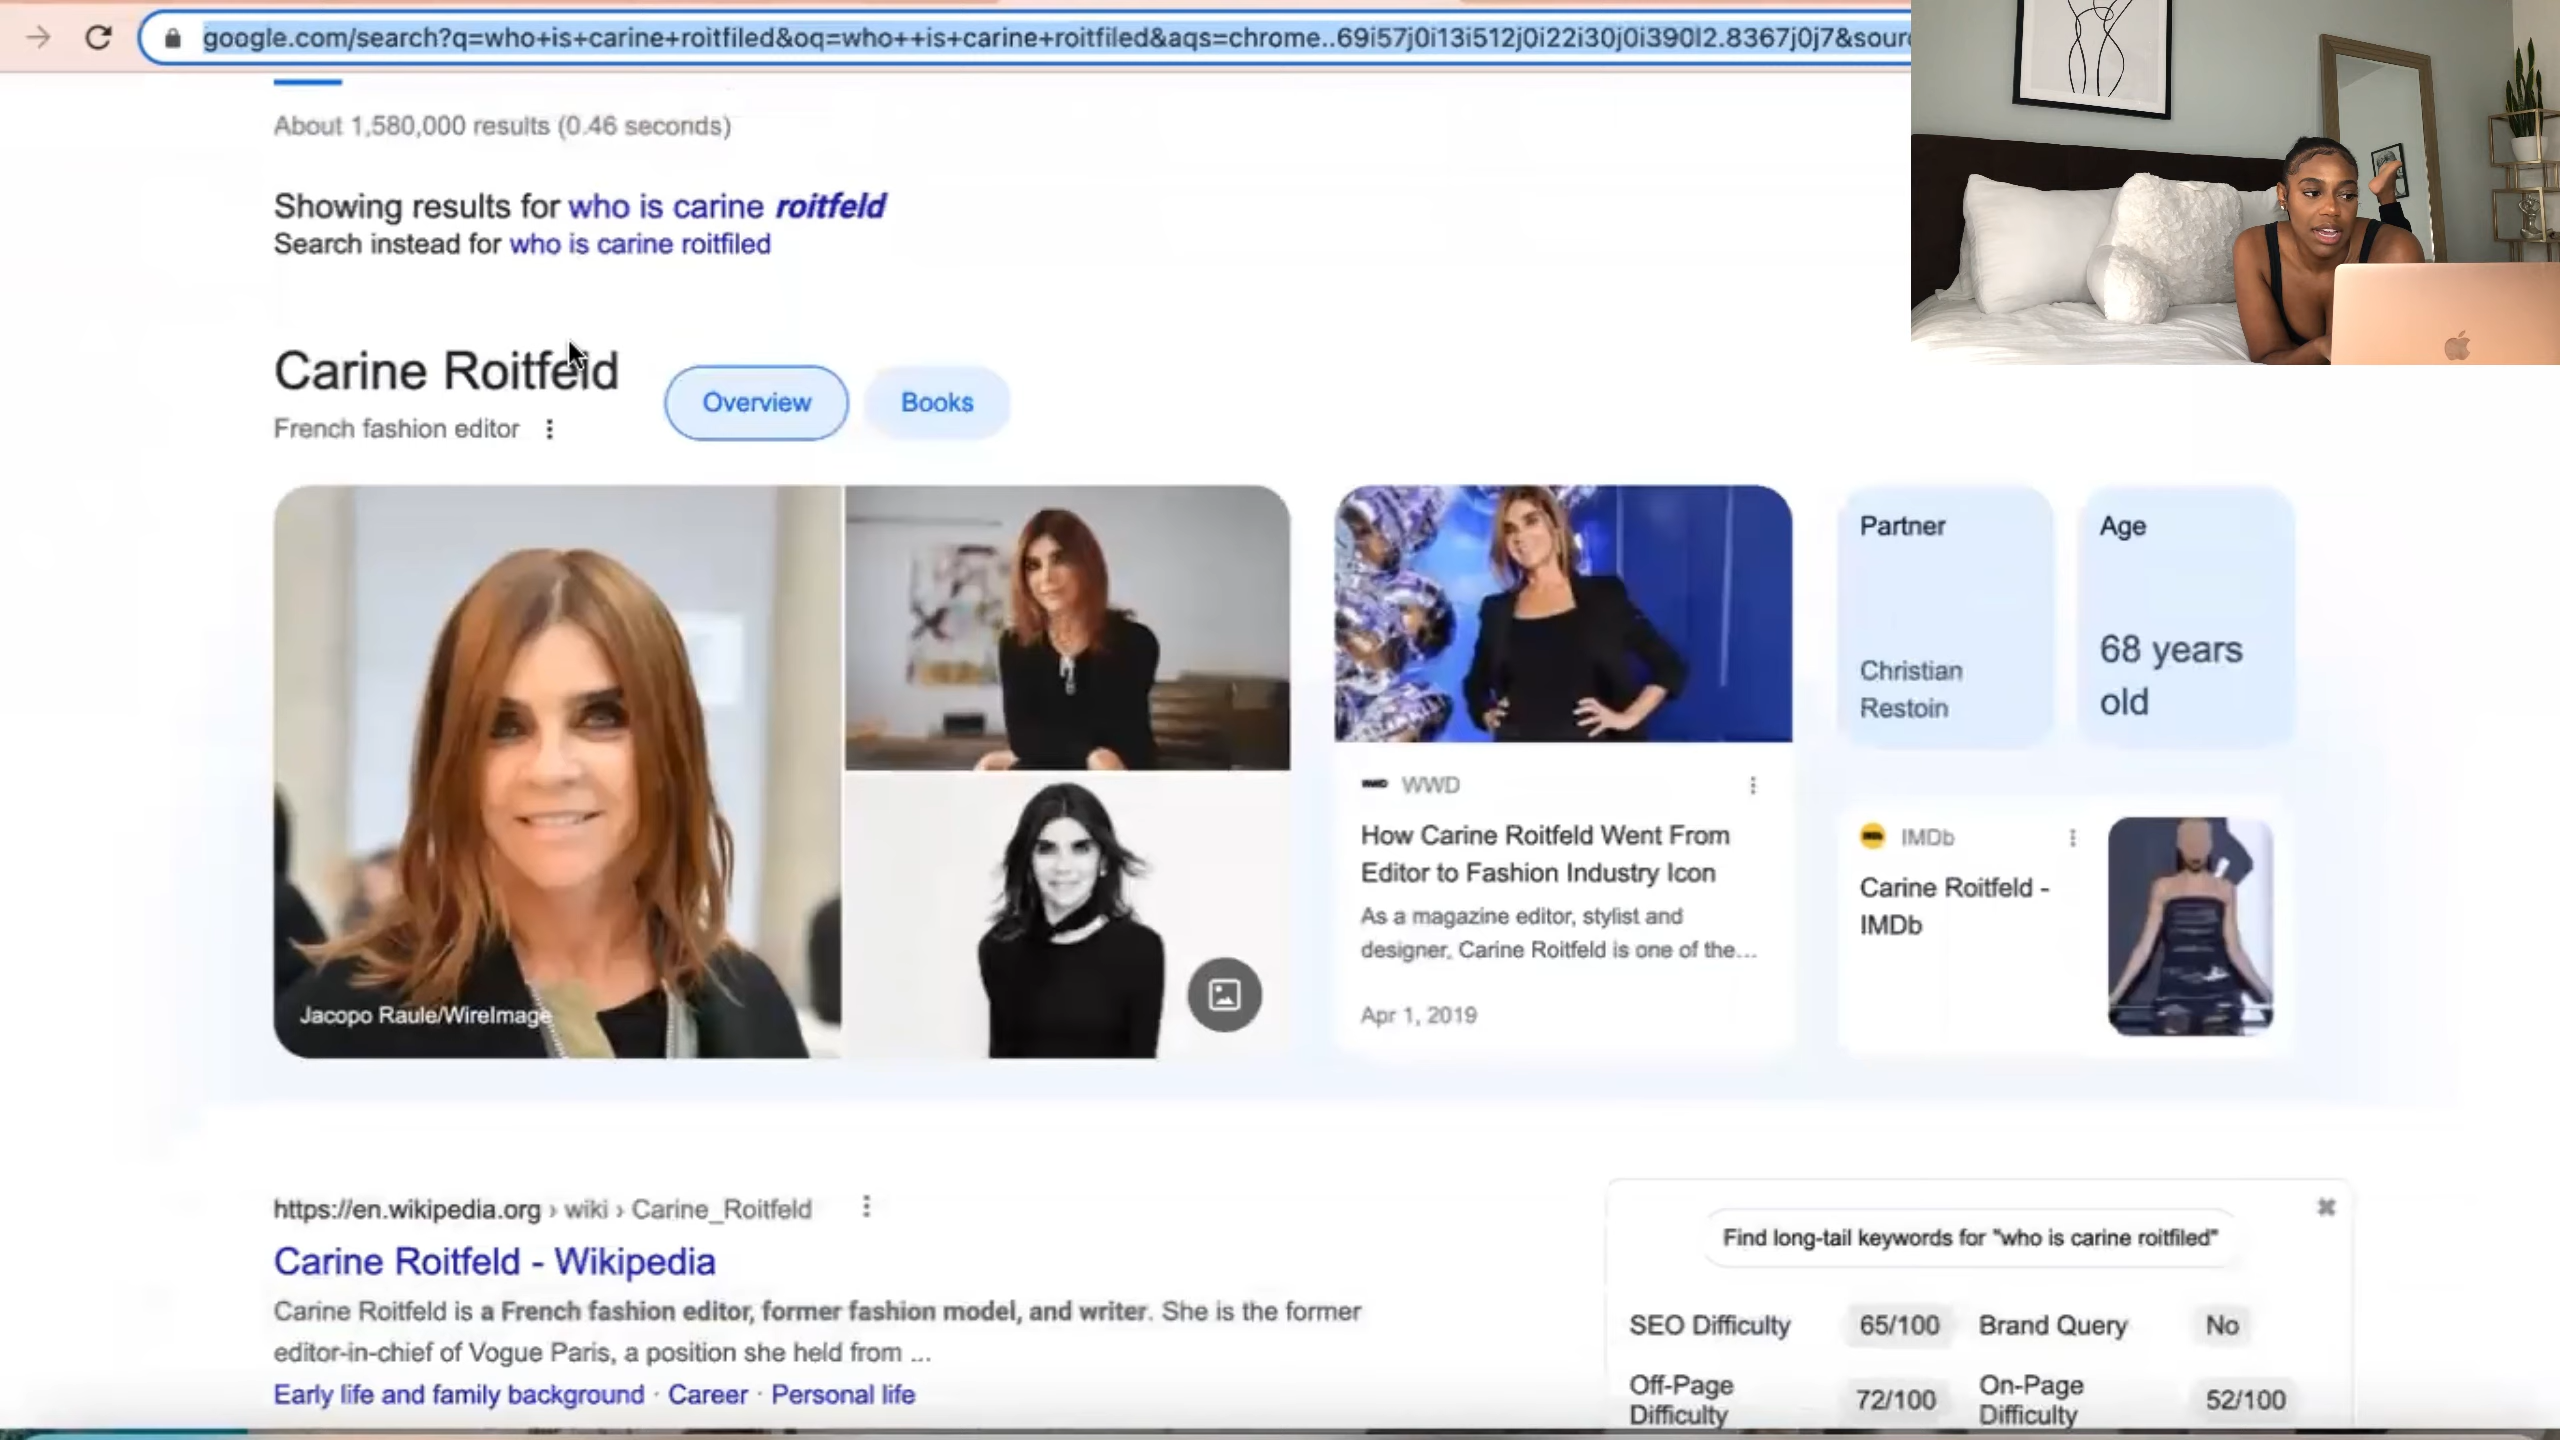 google.com/search?q=who+is+carine+roitfiled&oq=who++is+carine+roitfiled&aqs=chrome..69i57j0i13i512j0i22i30j0i390l2.8367j0j7&sourc
About 1,580,000 results (0.46 seconds)
Showing results for who is carine roitfeld
Search instead for who is carine roitfiled
Carine Roitfeld
French fashion editor
Overview
Books
Jacopo Raule/WireImage
WWD
How Carine Roitfeld Went From
Editor to Fashion Industry Icon
As a magazine editor, stylist and
designer, Carine Roitfeld is one of the...
Apr 1, 2019
Partner
Christian
Restoin
Age
68 years
old
IMDb
Carine Roitfeld -
IMDb
https://en.wikipedia.org › wiki › Carine_Roitfeld
Carine Roitfeld - Wikipedia
Carine Roitfeld is a French fashion editor, former fashion model, and writer. She is the former
editor-in-chief of Vogue Paris, a position she held from ...
Early life and family background · Career · Personal life
Find long-tail keywords for "who is carine roitfiled"
SEO Difficulty 65/100 Brand Query No
Off-Page
Difficulty
72/100
On-Page
Difficulty
52/100